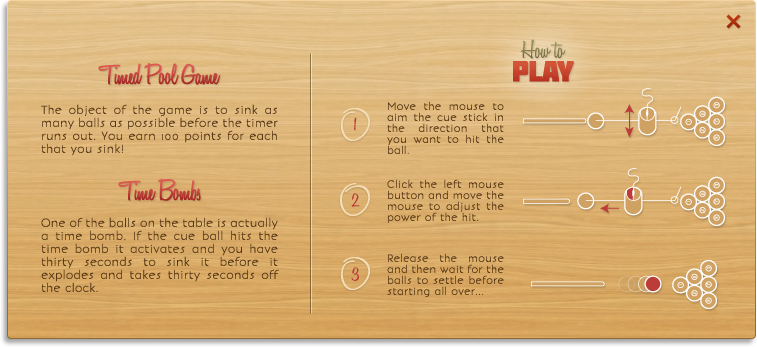 Timed Pool Game
The object of the game is to sink as
many balls as possible before the timer
runs out. You earn 100 points for each
that you sink!
Time Bombs
One of the balls on the table is actually
a time bomb. If the cue ball hits the
time bomb it activates and you have
thirty seconds to sink it before it
explodes and takes thirty seconds off
the clock.
How to
PLAY
1
Move the mouse to
aim the cue stick in
the direction that
you want to hit the
ball.
2
Click the left mouse
button and move the
mouse to adjust the
power of the hit.
3
Release the mouse
and then wait for the
balls to settle before
starting all over...